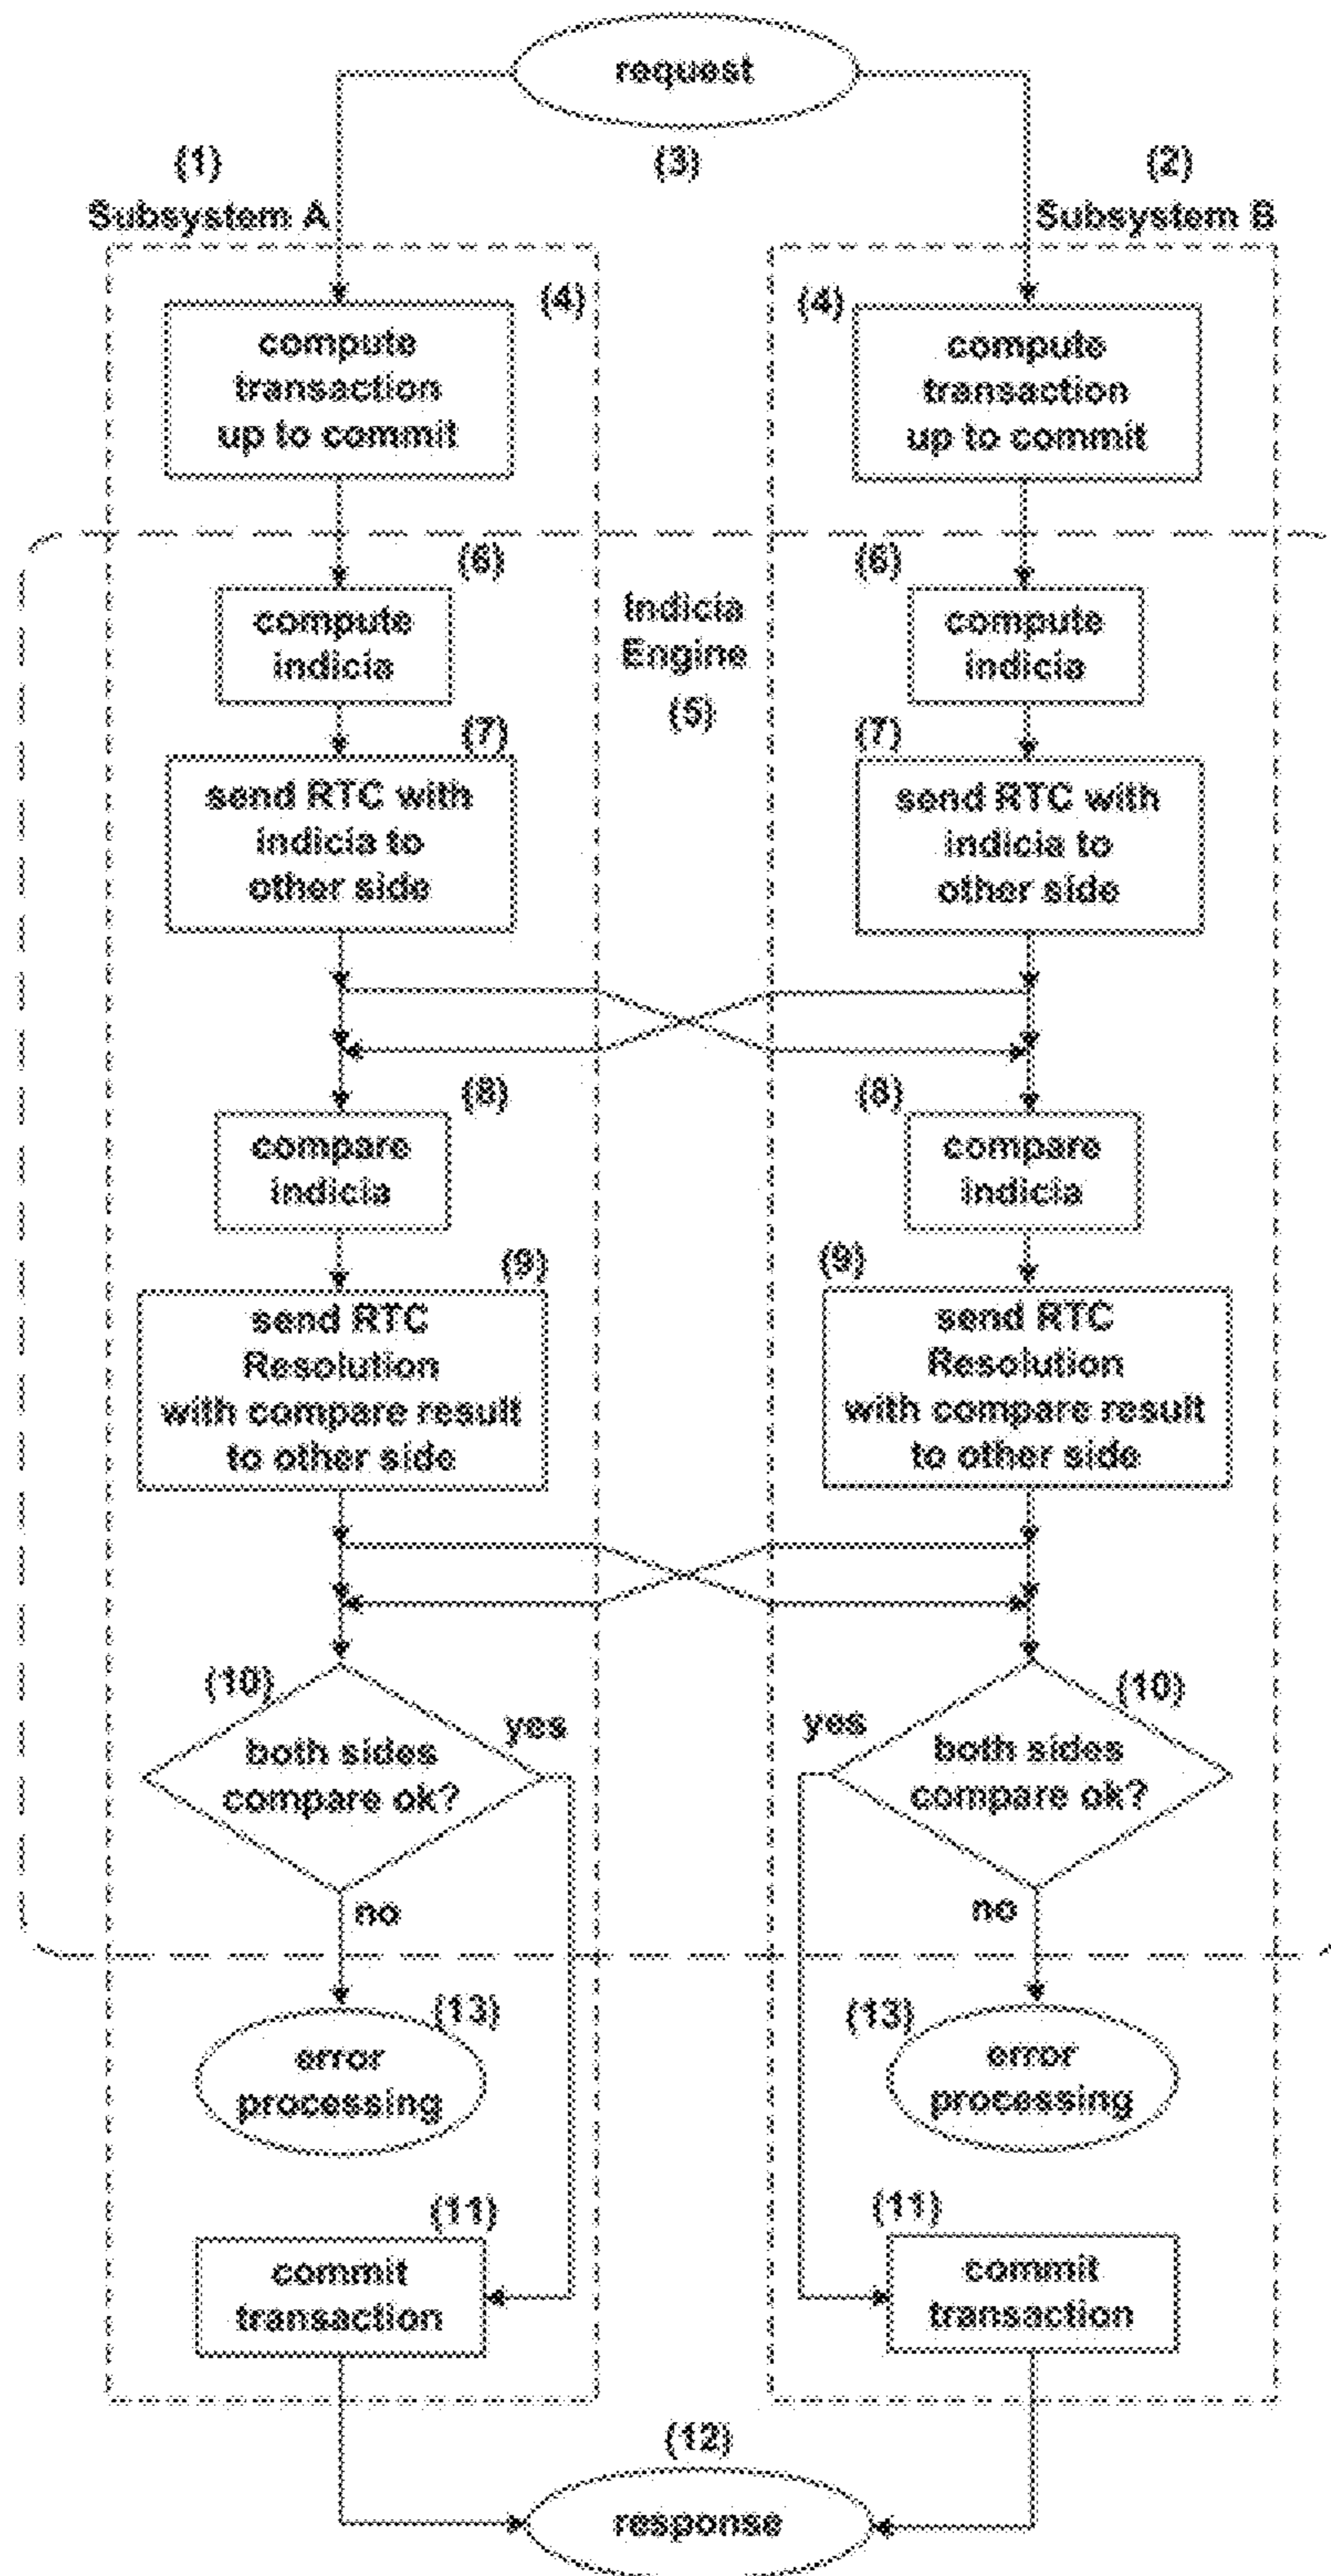 request
(3)
(1)
Subsystem A
(2)
Subsystem B
(4)
compute
transaction
up to commit
(4)
compute
transaction
up to commit
(6)
compute
indicia
Indicia
Engine
(5)
(6)
compute
indicia
(7)
send RTC with
indicia to
other side
(7)
send RTC with
indicia to
other side
(8)
compare
indicia
(8)
compare
indicia
(9)
send RTC
Resolution
with compare result
to other side
(9)
send RTC
Resolution
with compare result
to other side
(10)
both sides
compare ok?
yes
no
(10)
both sides
compare ok?
yes
no
(13)
error
processing
(13)
error
processing
(11)
commit
transaction
(11)
commit
transaction
(12)
response